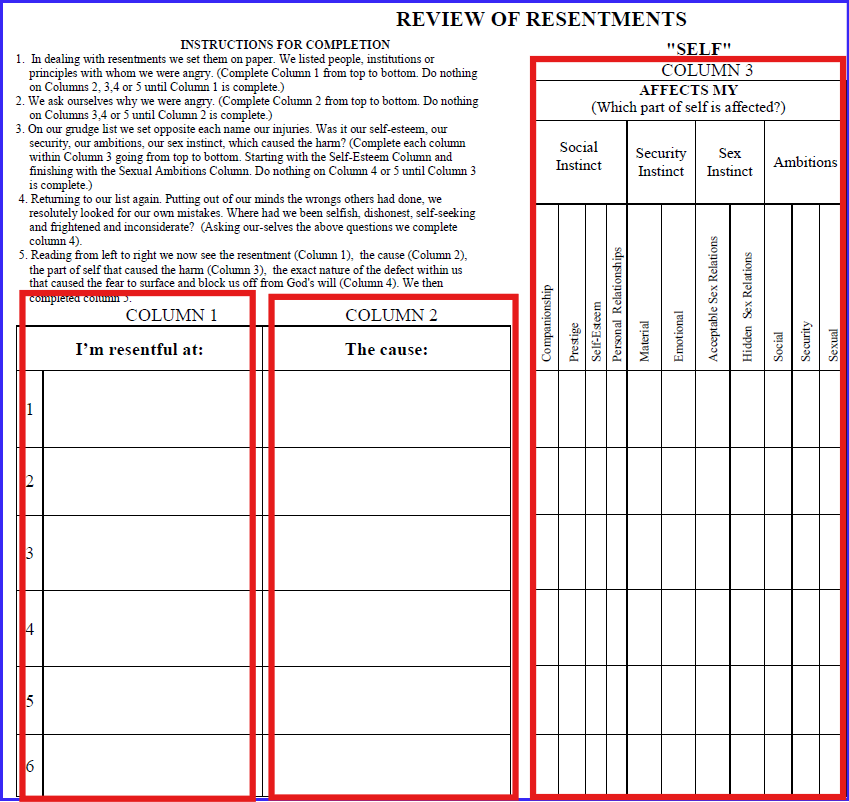 REVIEW OF RESENTMENTS
INSTRUCTIONS FOR COMPLETION
1. In dealing with resentments we set them on paper. We listed people, institutions or
principles with whom we were angry. (Complete Column 1 from top to bottom. Do nothing
on Columns 2, 3,4 or 5 until Column 1 is complete.)
2. We ask ourselves why we were angry. (Complete Column 2 from top to bottom. Do nothing
on Columns 3,4 or 5 until Column 2 is complete.)
3. On our grudge list we set opposite each name our injuries. Was it our self-esteem, our
security, our ambitions, our sex instinct, which caused the harm? (Complete each column
within Column 3 going from top to bottom. Starting with the Self-Esteem Column and
finishing with the Sexual Ambitions Column. Do nothing on Column 4 or 5 until Column 3
is complete.)
4. Returning to our list again. Putting out of our minds the wrongs others had done, we
resolutely looked for our own mistakes. Where had we been selfish, dishonest, self-seeking
and frightened and inconsiderate? (Asking our-selves the above questions we complete
column 4).
5. Reading from left to right we now see the resentment (Column 1), the cause (Column 2),
the part of self that caused the harm (Column 3), the exact nature of the defect within us
that caused the fear to surface and block us off from God's will (Column 4). We then
completed column 5.
"SELF"
COLUMN 3
AFFECTS MY
(Which part of self is affected?)
Social
Instinct
Security
Instinct
Sex
Instinct
Ambitions
Companionship
Prestige
Self-Esteem
Personal Relationships
Material
Emotional
Acceptable Sex Relations
Hidden Sex Relations
Social
Security
Sexual
COLUMN 1
COLUMN 2
I'm resentful at:
The cause:
1
2
3
4
5
6